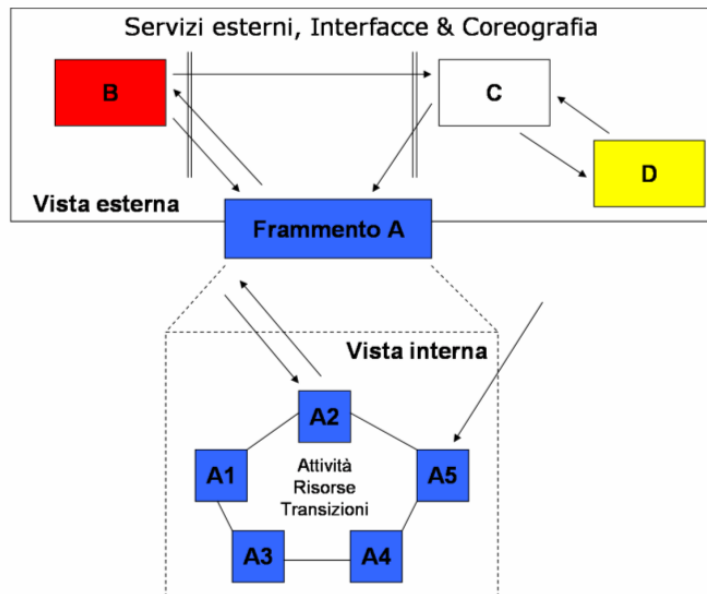 Servizi esterni, Interfacce & Coreografia
B
C
D
Vista esterna
Frammento A
Vista interna
A2
A1
Attività
Risorse
Transizioni
A5
A3
A4